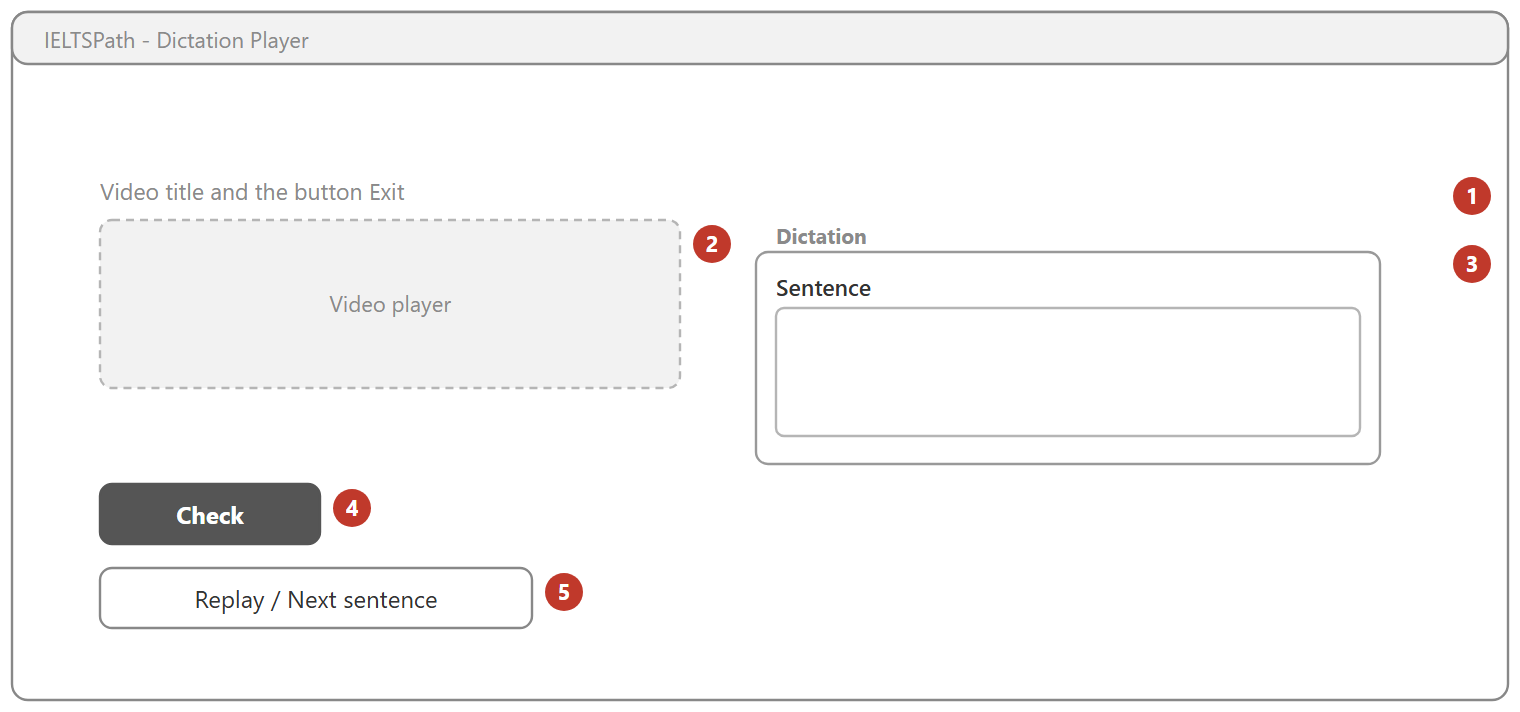 IELTSPath - Dictation Player
Video title and the button Exit
1
Video player
2
Dictation
3
Sentence
Check
4
Replay / Next sentence
5